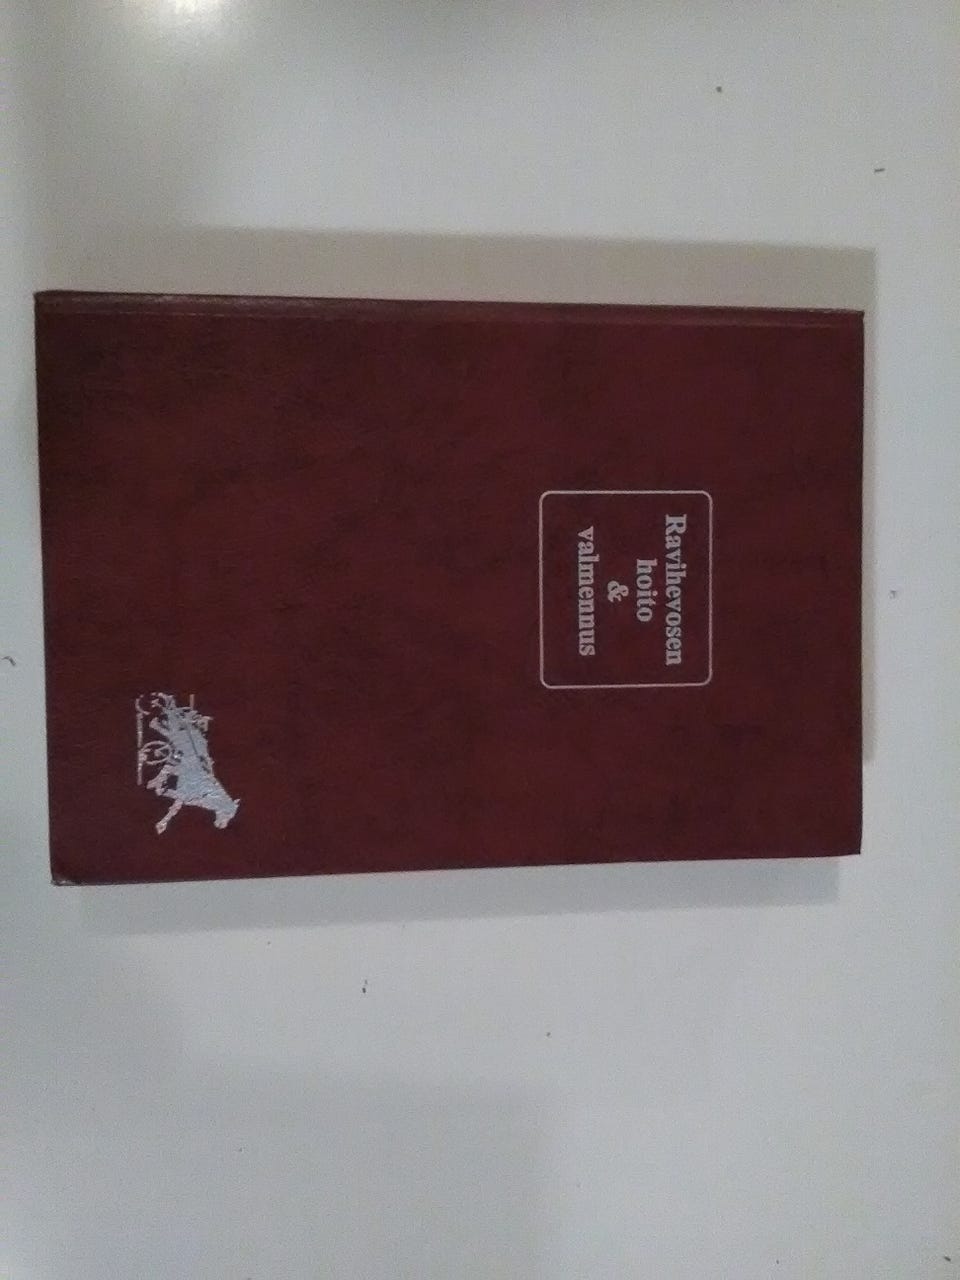 Ravihevosen
hoito
&
valmennus